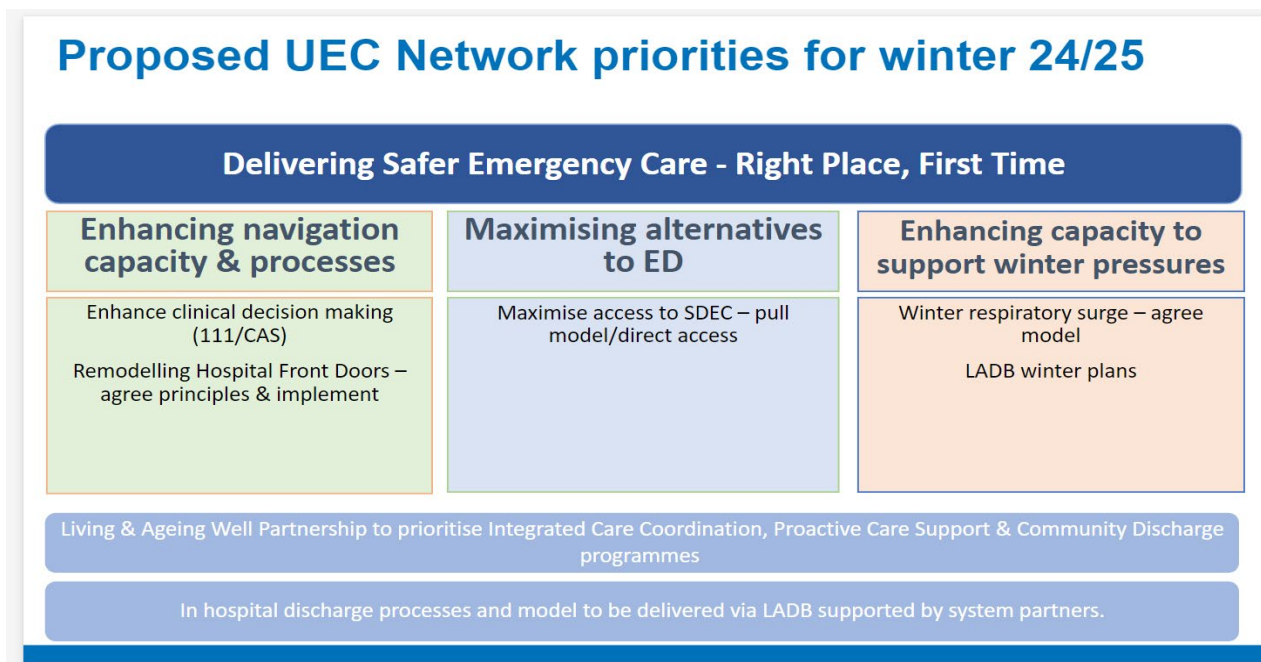 Proposed UEC Network priorities for winter 24/25
Delivering Safer Emergency Care - Right Place, First Time
Enhancing navigation
capacity & processes
Enhance clinical decision making
(111/CAS)
Remodelling Hospital Front Doors –
agree principles & implement
Maximising alternatives
to ED
Maximise access to SDEC – pull
model/direct access
Enhancing capacity to
support winter pressures
Winter respiratory surge – agree
model
LADB winter plans
Living & Ageing Well Partnership to prioritise Integrated Care Coordination, Proactive Care Support & Community Discharge
programmes
In hospital discharge processes and model to be delivered via LADB supported by system partners.